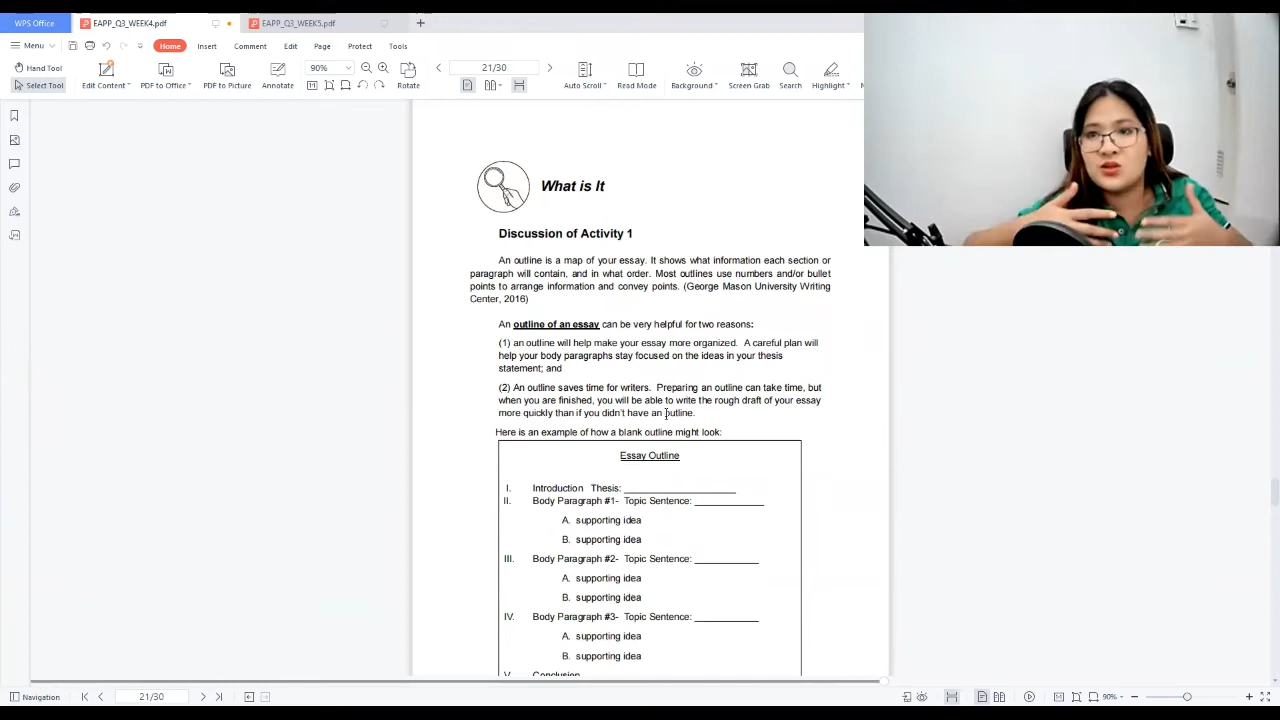 WPS Office
EAPP_Q3_WEEK4.pdf
EAPP_Q3_WEEK5.pdf
Menu
Home
Insert
Comment
Edit
Page
Protect
Tools
Hand Tool
Select Tool
Edit Content
PDF to Office
PDF to Picture
Annotate
90%
Rotate
21/30
Auto Scroll
Read Mode
Background
Screen Grab
Search
Highlight
What is It
Discussion of Activity 1
An outline is a map of your essay. It shows what information each section or
paragraph will contain, and in what order. Most outlines use numbers and/or bullet
points to arrange information and convey points. (George Mason University Writing
Center, 2016)
An outline of an essay can be very helpful for two reasons:
(1) an outline will help make your essay more organized. A careful plan will
help your body paragraphs stay focused on the ideas in your thesis
statement; and
(2) An outline saves time for writers. Preparing an outline can take time, but
when you are finished, you will be able to write the rough draft of your essay
more quickly than if you didn't have an outline.
Here is an example of how a blank outline might look:
Essay Outline
I. Introduction Thesis: ____________________
II. Body Paragraph #1- Topic Sentence: ____________
A. supporting idea
B. supporting idea
III. Body Paragraph #2- Topic Sentence: ___________
A. supporting idea
B. supporting idea
IV. Body Paragraph #3- Topic Sentence: ___________
A. supporting idea
B. supporting idea
V. Conclusion
Navigation
21/30
90%